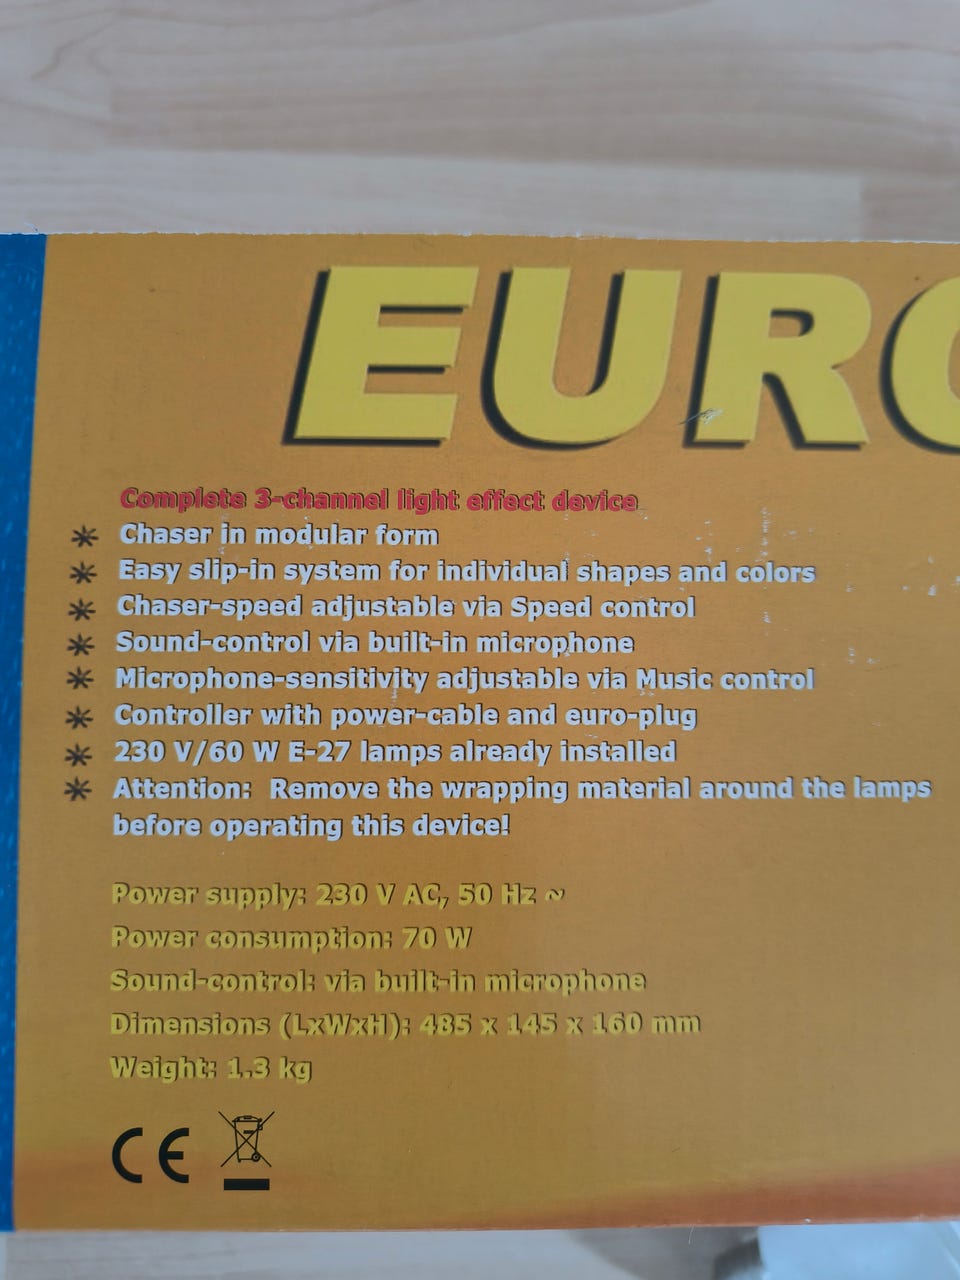 EURO
Complete 3-channel light effect device
* Chaser in modular form
* Easy slip-in system for individual shapes and colors
* Chaser-speed adjustable via Speed control
* Sound-control via built-in microphone
* Microphone-sensitivity adjustable via Music control
* Controller with power-cable and euro-plug
* 230 V/60 W E-27 lamps already installed
* Attention: Remove the wrapping material around the lamps
before operating this device!
Power supply: 230 V AC, 50 Hz ~
Power consumption: 70 W
Sound-control: via built-in microphone
Dimensions (LxWxH): 485 x 145 x 160 mm
Weight: 1.3 kg
CE